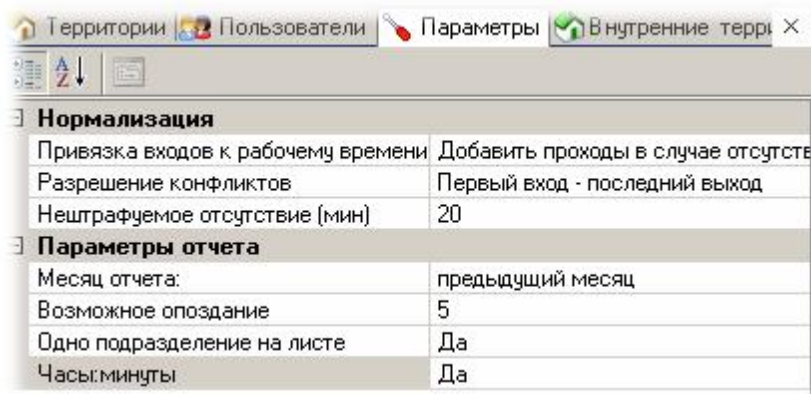 Территории Пользователи Параметры Внутренние
Нормализация
Привязка входов к рабочему времени Добавить проходы в случае
Разрешение конфликтов Первый вход - последний выход
Нештрафуемое отсутствие (мин) 20
Параметры отчета
Месяц отчета: предыдущий месяц
Возможное опоздание 5
Одно подразделение на листе Да
Часы:минуты Да